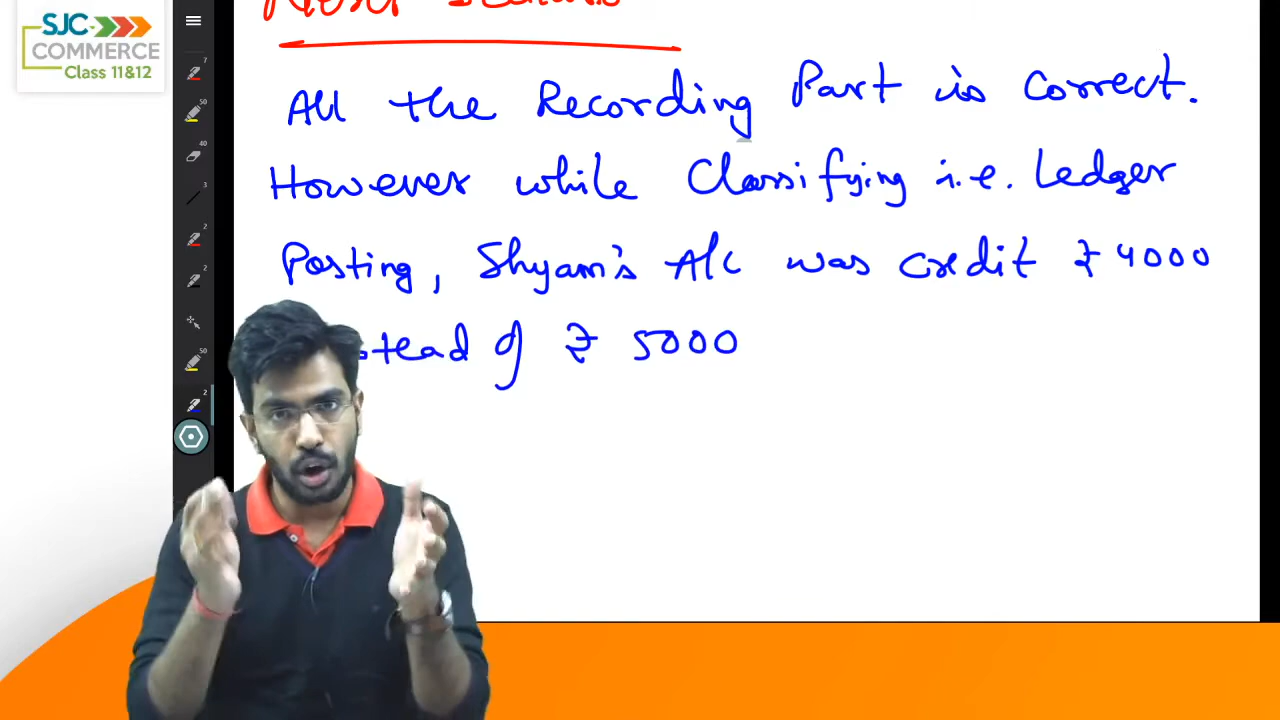 SJC
COMMERCE
Class 11&12
All the Recording Part is correct.
However while Classifying i.e. Ledger
Posting, Shyam's A/c was credit ₹ 4000
stead of ₹ 5000